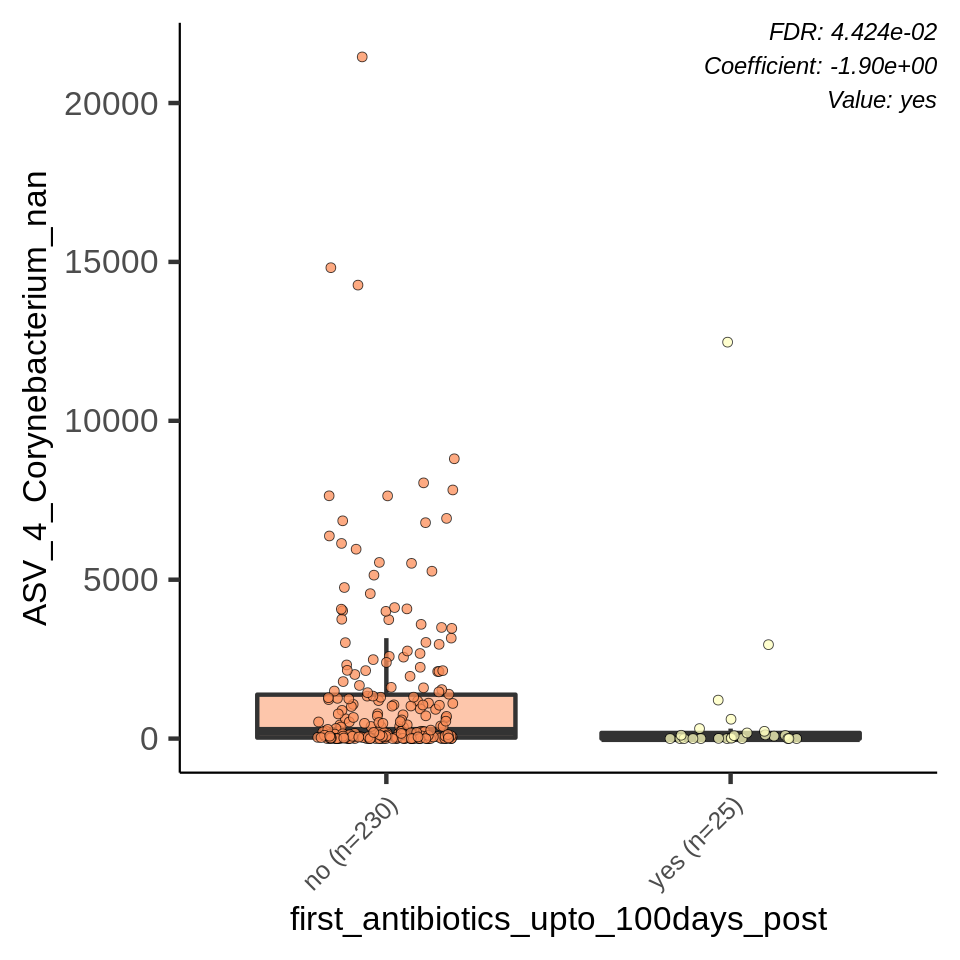 FDR: 4.424e-02
Coefficient: -1.90e+00
Value: yes
ASV_4_Corynebacterium_nan
20000
15000
10000
5000
0
no (n=230)
yes (n=25)
first_antibiotics_upto_100days_post